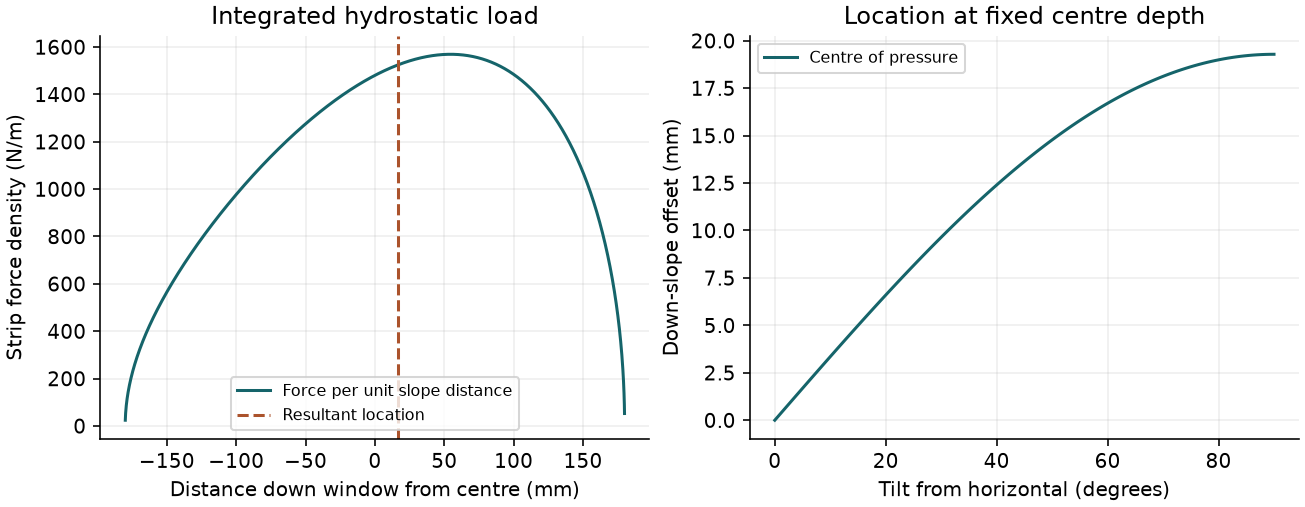 Integrated hydrostatic load
Strip force density (N/m)
1600
1400
1200
1000
800
600
400
200
0
Force per unit slope distance
Resultant location
−150 −100 −50 0 50 100 150
Distance down window from centre (mm)
Location at fixed centre depth
Down-slope offset (mm)
20.0
17.5
15.0
12.5
10.0
7.5
5.0
2.5
0.0
Centre of pressure
0 20 40 60 80
Tilt from horizontal (degrees)